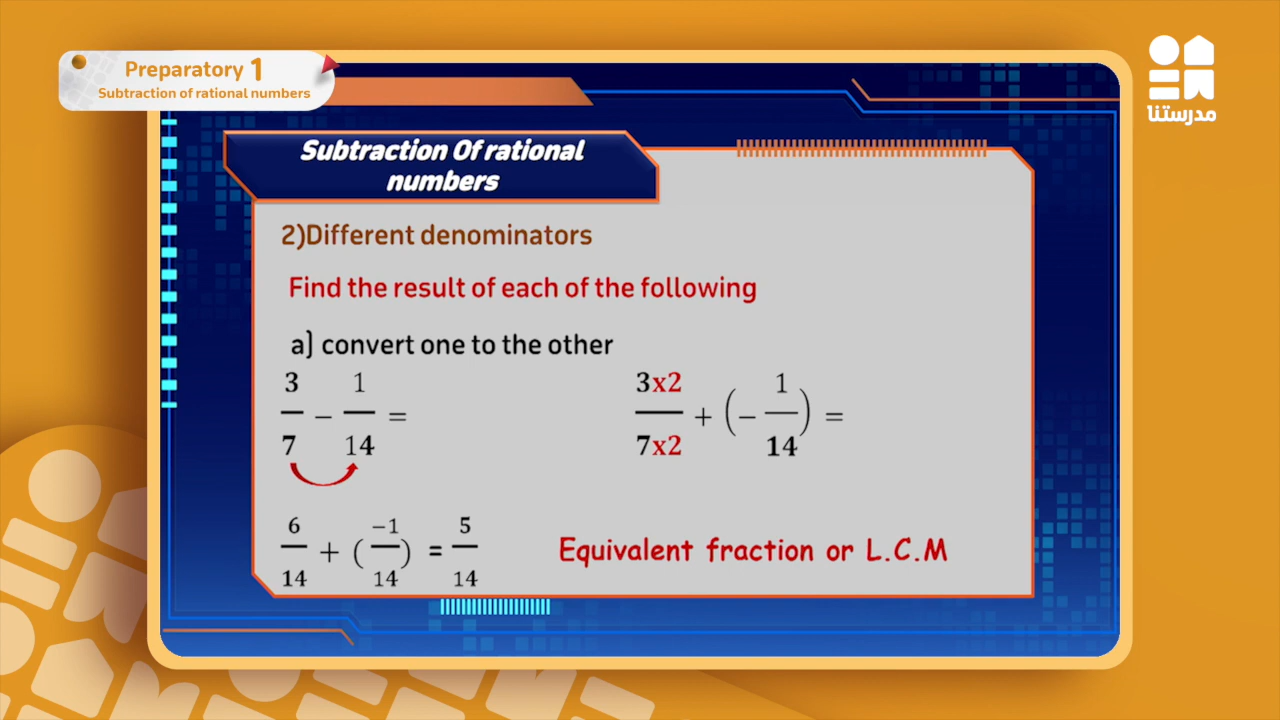 Preparatory 1
Subtraction of rational numbers
مدرستنا
Subtraction Of rational
numbers
2)Different denominators
Find the result of each of the following
a) convert one to the other
3/7 − 1/14 =
3x2/7x2 + (− 1/14) =
6/14 + (−1/14) = 5/14
Equivalent fraction or L.C.M